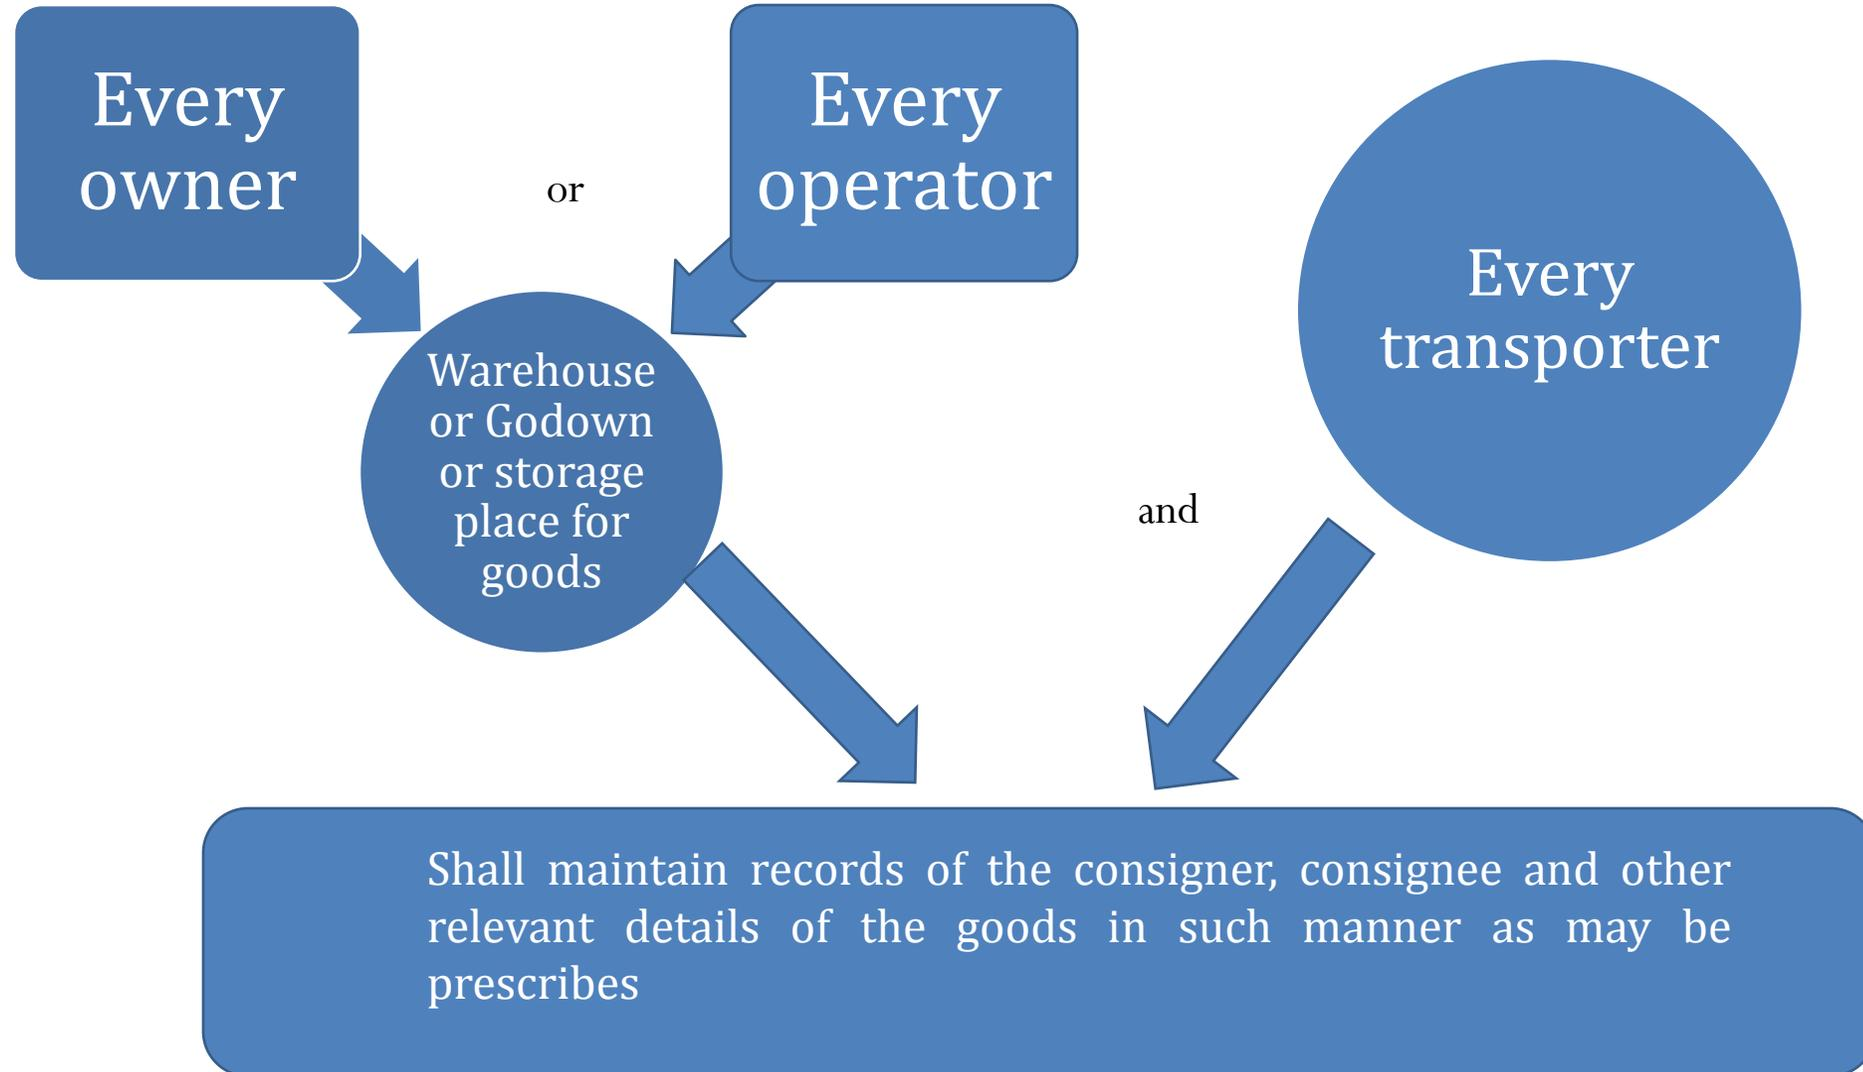 Every
owner
or
Every
operator
Every
transporter
Warehouse
or Godown
or storage
place for
goods
and
Shall maintain records of the consigner, consignee and other
relevant details of the goods in such manner as may be
prescribes